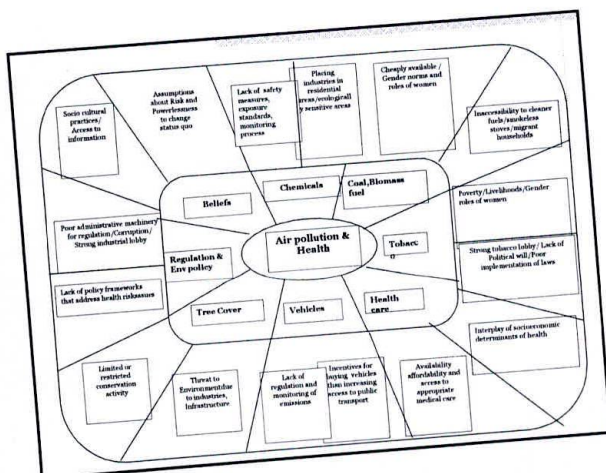 Socio cultural
practices/
Access to
information
Assumptions
about Risk and
Powerlessness
to change
status quo
Lack of safety
measures,
exposure
standards,
monitoring
process
Placing
industries in
residential
areas/ecologicall
y sensitive areas
Cheaply available /
Gender norms and
roles of women
Inaccessibility to cleaner
fuels/smokeless
stoves/migrant
households
Beliefs
Chemicals
Coal,Biomass
fuel
Poor administrative machinery
for regulation/Corruption/
Strong industrial lobby
Regulation &
Env policy
Air pollution &
Health
Tobacc
o
Poverty/Livelihoods/Gender
roles of women
Strong tobacco lobby/ Lack of
Political will/Poor
implementation of laws
Lack of policy frameworks
that address health risksasues
Tree Cover
Vehicles
Health
care
Interplay of socioeconomic
determinants of health
Limited or
restricted
conservation
activity
Threat to
Environmentdue
to industries,
Infrastructure
Lack of
regulation and
monitoring of
emissions
Incentives for
buying vehicles
than increasing
access to public
transport
Availability
affordability and
access to
appropriate
medical care